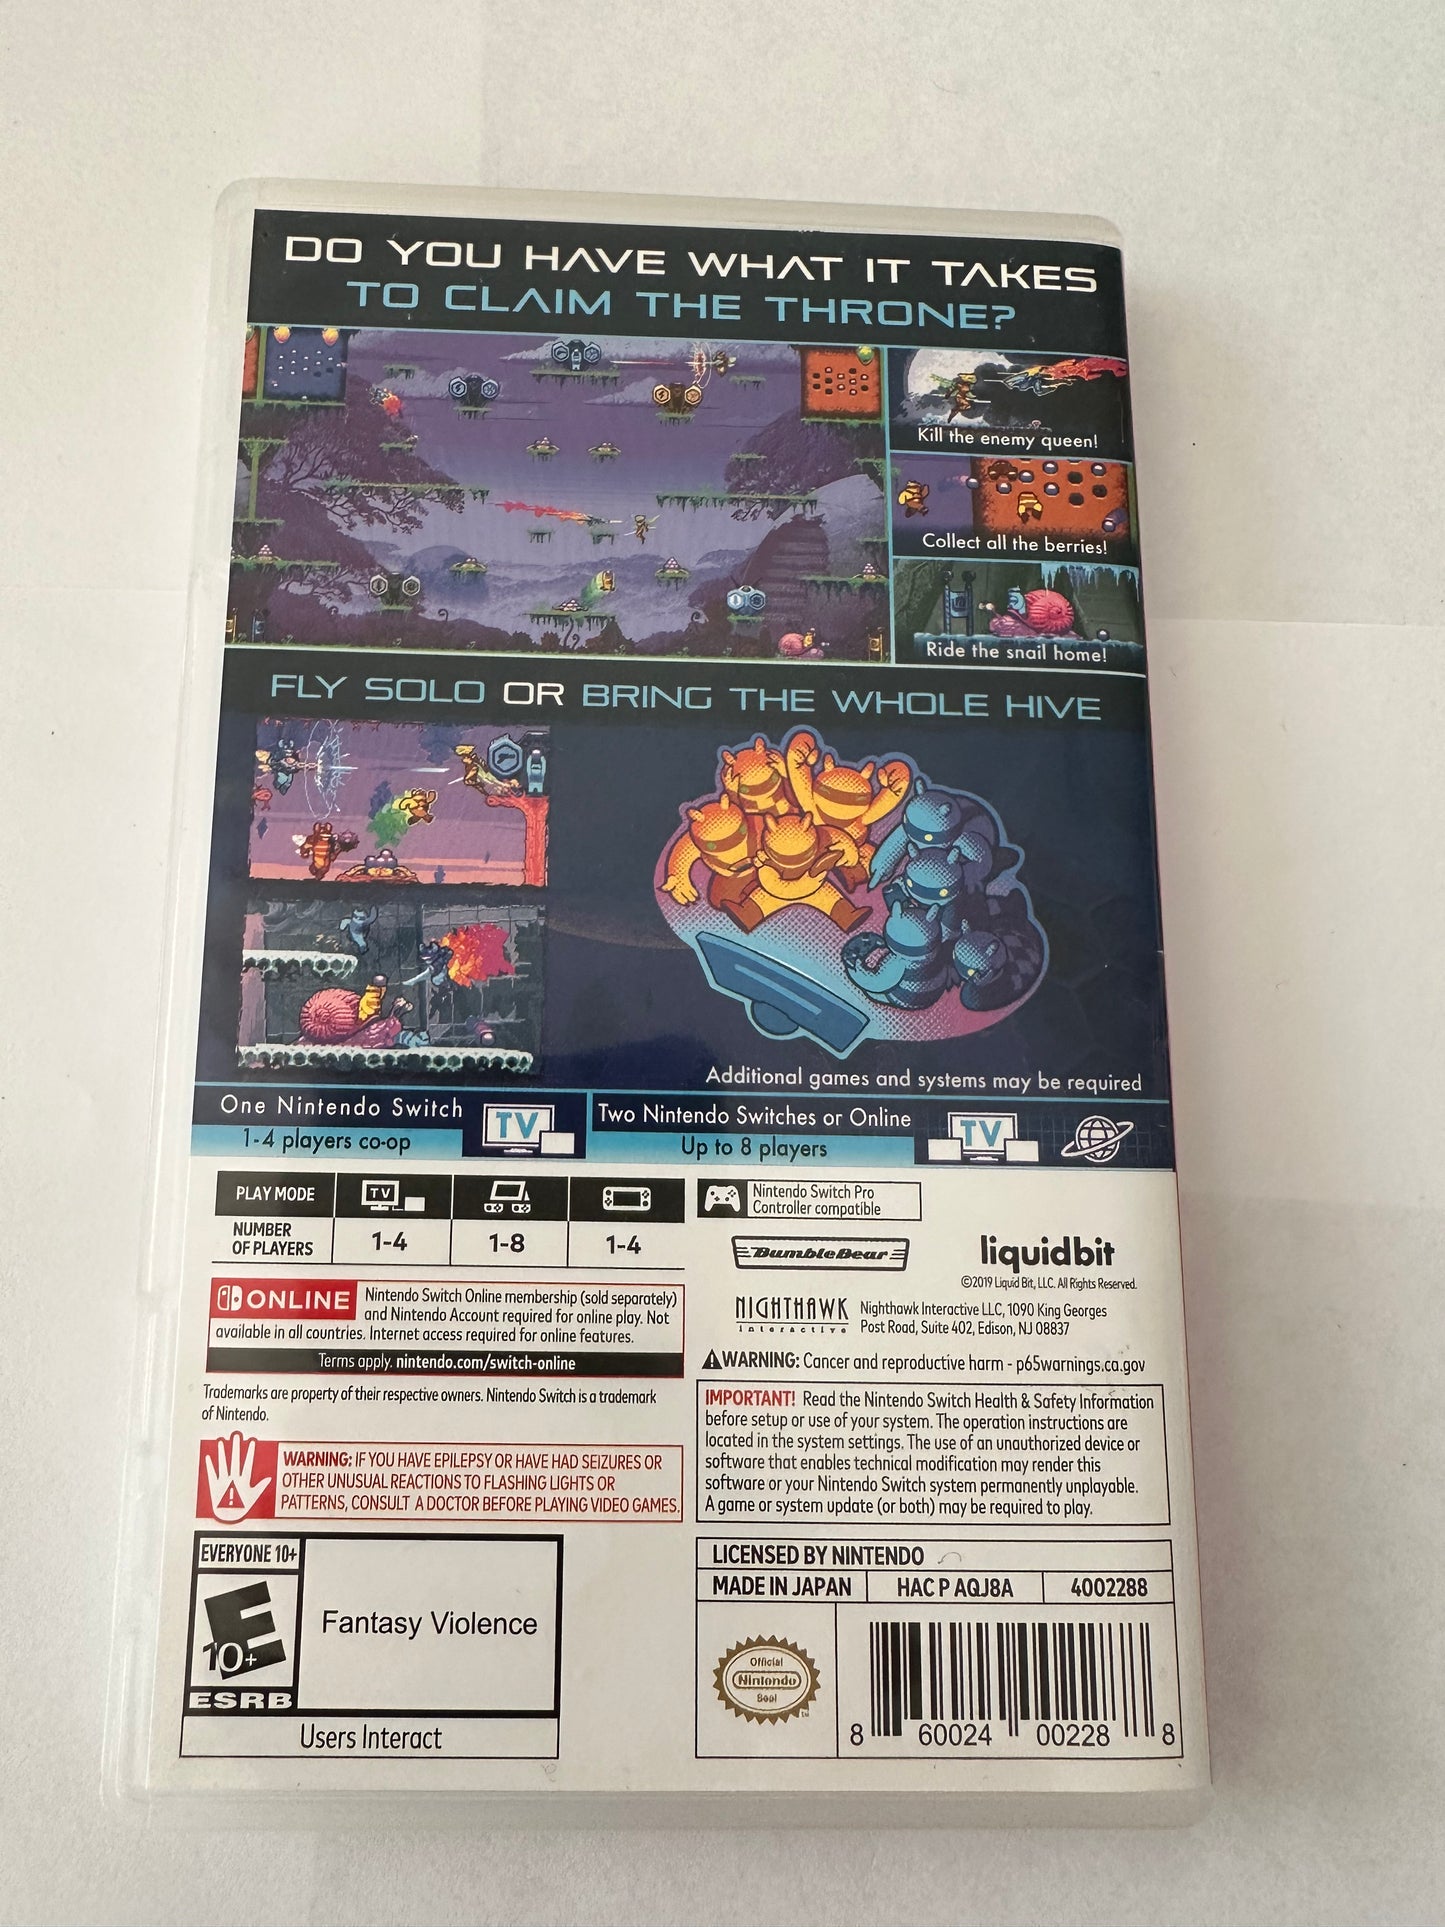 DO YOU HAVE WHAT IT TAKES
TO CLAIM THE THRONE?
Kill the enemy queen!
Collect all the berries!
Ride the snail home!
FLY SOLO OR BRING THE WHOLE HIVE
Additional games and systems may be required
One Nintendo Switch
1-4 players co-op
TV
Two Nintendo Switches or Online
Up to 8 players
TV
PLAY MODE
TV
NUMBER
OF PLAYERS
1-4
1-8
1-4
Nintendo Switch Pro
Controller compatible
BumbleBear
liquidbit
©2019 Liquid Bit, LLC. All Rights Reserved.
ONLINE
Nintendo Switch Online membership (sold separately)
and Nintendo Account required for online play. Not
available in all countries. Internet access required for online features.
Terms apply. nintendo.com/switch-online
NIGHTHAWK
interactive
Nighthawk Interactive LLC, 1090 King Georges
Post Road, Suite 402, Edison, NJ 08837
Trademarks are property of their respective owners. Nintendo Switch is a trademark
of Nintendo.
WARNING: Cancer and reproductive harm - p65warnings.ca.gov
WARNING: IF YOU HAVE EPILEPSY OR HAVE HAD SEIZURES OR
OTHER UNUSUAL REACTIONS TO FLASHING LIGHTS OR
PATTERNS, CONSULT A DOCTOR BEFORE PLAYING VIDEO GAMES.
IMPORTANT! Read the Nintendo Switch Health & Safety Information
before setup or use of your system. The operation instructions are
located in the system settings. The use of an unauthorized device or
software that enables technical modification may render this
software or your Nintendo Switch system permanently unplayable.
A game or system update (or both) may be required to play.
EVERYONE 10+
E
10+
ESRB
Fantasy Violence
Users Interact
LICENSED BY NINTENDO
MADE IN JAPAN
HAC P AQJ8A
4002288
Official
Nintendo
Seal
TM
8 60024 00228 8